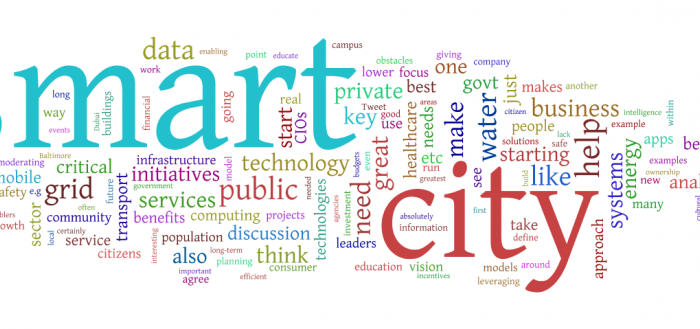 smart
city
data
enabling
point
educate
campus
work
obstacles
giving
company
lower
focus
one
long
way
events
Dubai
buildings
financial
going
real
start
CIOs
private
best
Tweet
key
good
use
areas
healthcare
needs
govt
just
makes
another
business
citizen
intelligence
within
make
water
people
lack
example
solutions
safe
apps
moderating
Baltimore
infrastructure
model
technology
budgets
even
great
etc
run
greatest
see
starting
help
energy
examples
mobile
critical
initiatives
build
like
ownership
new
safety
e.g
grid
future
transport
government
public
needed
need
systems
many
often
services
technologies
agencies
investment
sector
community
benefits
computing
projects
absolutely
information
first
take
define
approach
cultural
growth
local
certainly
service
interesting
population
discussion
leaders
citizens
also
long-term
planning
think
consumer
education
vision
incentives
models
around
leveraging
important
agree
efficient